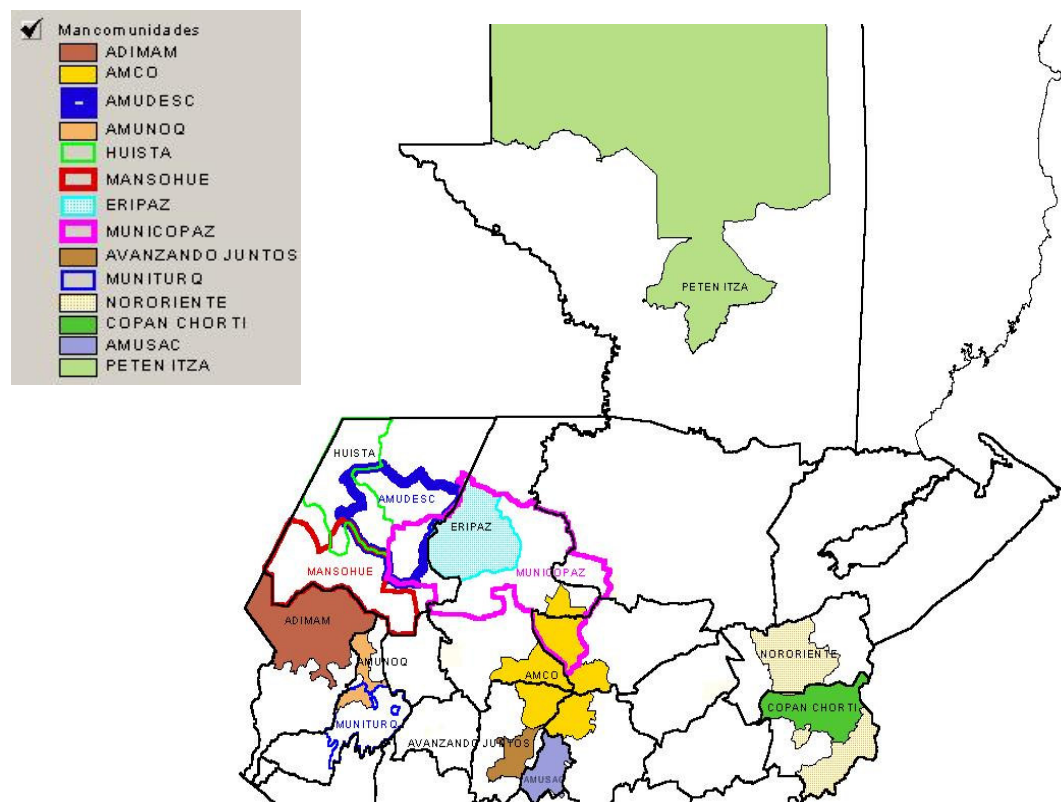 Mancomunidades
ADIMAM
AMCO
AMUDESC
AMUNOQ
HUISTA
MANSOHUE
ERIPAZ
MUNICOPAZ
AVANZANDO JUNTOS
MUNITURQ
NORORIENTE
COPAN CHORTI
AMUSAC
PETEN ITZA
PETEN ITZA
HUISTA
AMUDESC
ERIPAZ
MANSOHUE
MUNICOPAZ
ADIMAM
AMUNOQ
NORORIENTE
AMCO
COPAN CHORTI
MUNITURQ
AVANZANDO JUNTOS
AMUSAC